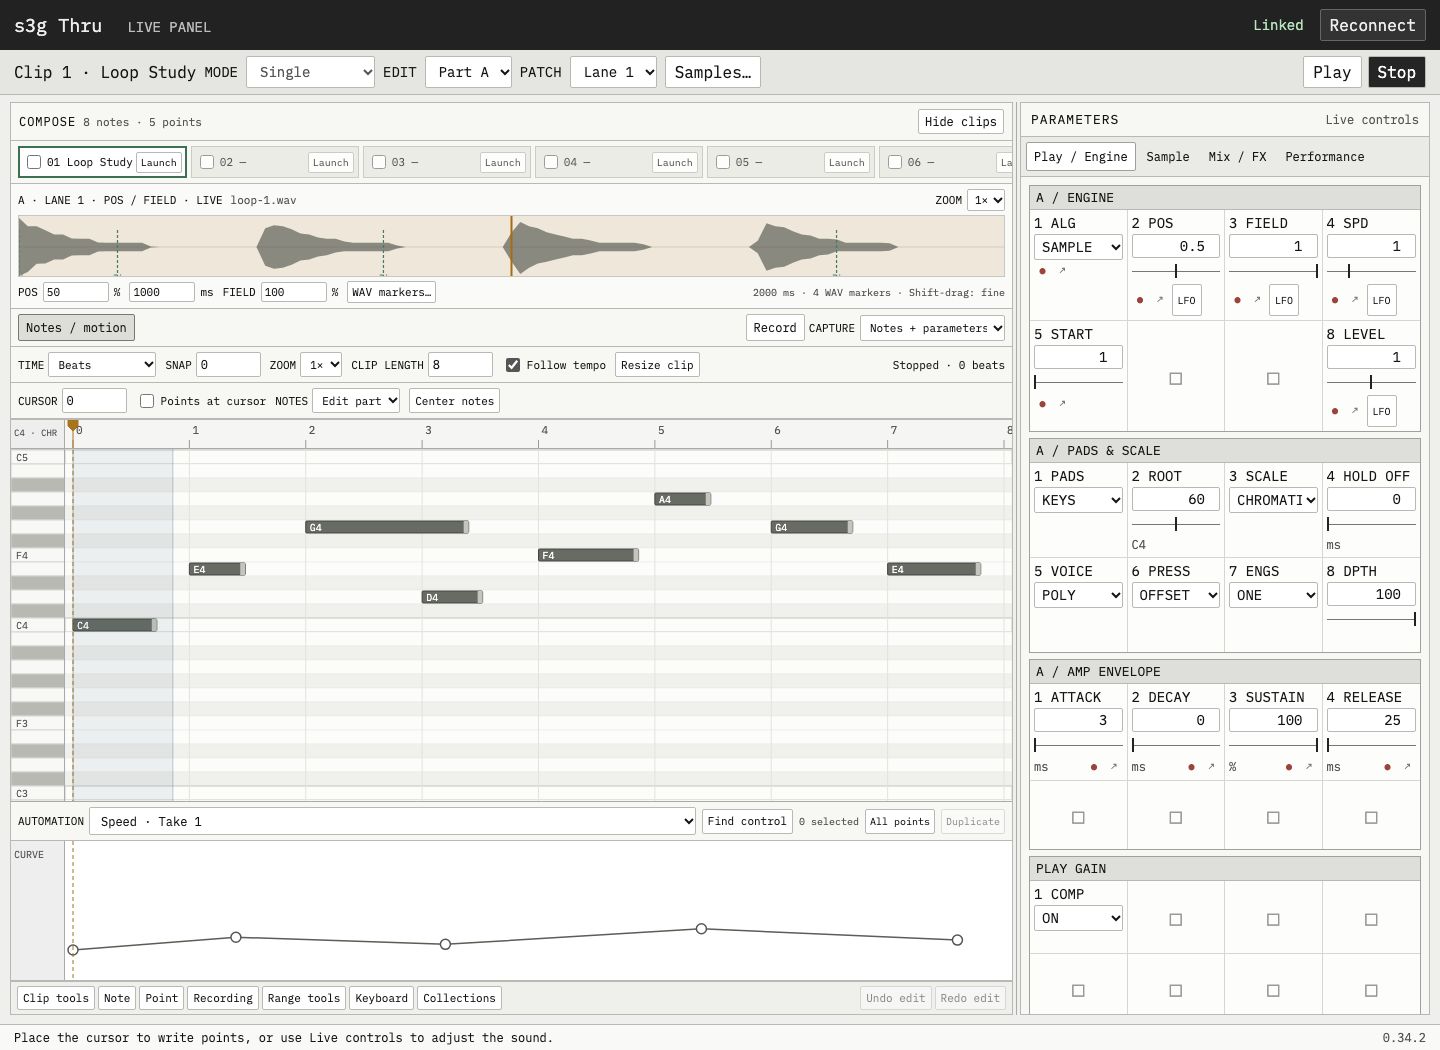 s3g Thru LIVE PANEL Linked Reconnect
Clip 1 · Loop Study MODE Single EDIT Part A PATCH Lane 1 Samples… Play Stop
COMPOSE 8 notes · 5 points Hide clips
01 Loop Study Launch 02 — Launch 03 — Launch 04 — Launch 05 — Launch 06 — La
A · LANE 1 · POS / FIELD · LIVE loop-1.wav ZOOM 1×
POS 50 % 1000 ms FIELD 100 % WAV markers… 2000 ms · 4 WAV markers · Shift-drag: fine
Notes / motion Record CAPTURE Notes + parameters
TIME Beats SNAP 0 ZOOM 1× CLIP LENGTH 8 Follow tempo Resize clip Stopped · 0 beats
CURSOR 0 Points at cursor NOTES Edit part Center notes
C4 · CHR 0 1 2 3 4 5 6 7 8
C5
A4
G4 G4
F4 F4
E4 E4
D4
C4 C4
F3
C3
AUTOMATION Speed · Take 1 Find control 0 selected All points Duplicate
CURVE
Clip tools Note Point Recording Range tools Keyboard Collections Undo edit Redo edit
PARAMETERS Live controls
Play / Engine Sample Mix / FX Performance
A / ENGINE
1 ALG 2 POS 3 FIELD 4 SPD
SAMPLE 0.5 1 1
LFO LFO LFO
5 START 8 LEVEL
1 1
LFO
A / PADS & SCALE
1 PADS 2 ROOT 3 SCALE 4 HOLD OFF
KEYS 60 CHROMATI 0
C4 ms
5 VOICE 6 PRESS 7 ENGS 8 DPTH
POLY OFFSET ONE 100
A / AMP ENVELOPE
1 ATTACK 2 DECAY 3 SUSTAIN 4 RELEASE
3 0 100 25
ms ms % ms
PLAY GAIN
1 COMP
ON
Place the cursor to write points, or use Live controls to adjust the sound. 0.34.2